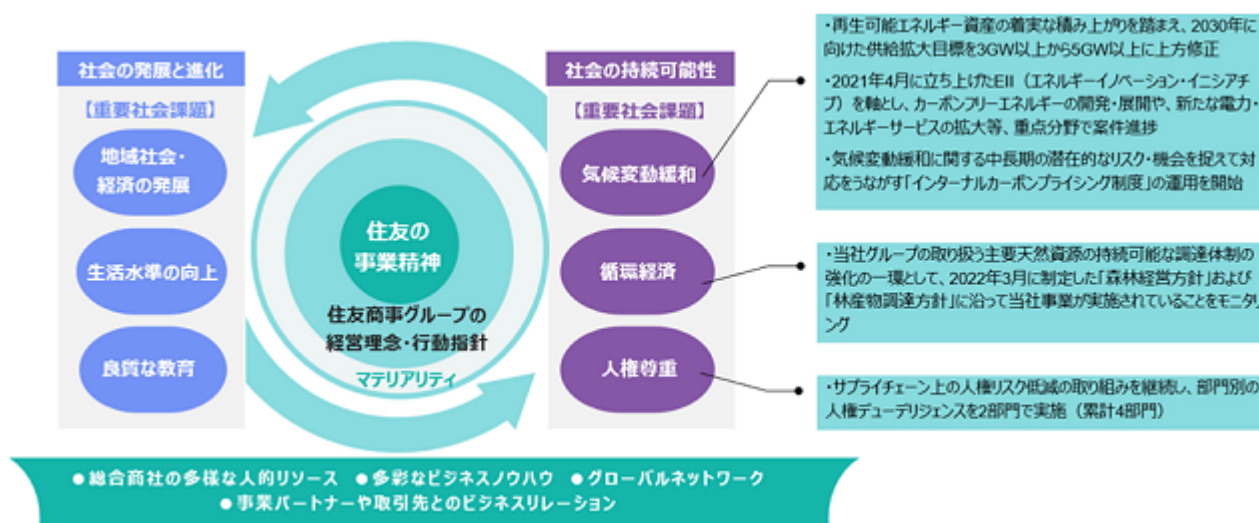 社会の発展と進化
【重要社会課題】
地域社会・
経済の発展
生活水準の向上
良質な教育
住友の
事業精神
住友商事グループの
経営理念・行動指針
マテリアリティ
社会の持続可能性
【重要社会課題】
気候変動緩和
循環経済
人権尊重
・再生可能エネルギー資産の着実な積み上がりを踏まえ、2030年に
向けた供給拡大目標を3GW以上から5GW以上に上方修正
・2021年4月に立ち上げたEII（エネルギーイノベーション・イニシアチ
ブ）を軸とし、カーボンフリーエネルギーの開発・展開や、新たな電力・
エネルギーサービスの拡大等、重点分野で案件進捗
・気候変動緩和に関する中長期の潜在的なリスク・機会を捉えて対
応をうながす「インターナルカーボンプライシング制度」の運用を開始
・当社グループの取り扱う主要天然資源の持続可能な調達体制の
強化の一環として、2022年3月に制定した「森林経営方針」および
「林産物調達方針」に沿って当社事業が実施されていることをモニタリ
ング
・サプライチェーン上の人権リスク低減の取り組みを継続し、部門別の
人権デューデリジェンスを2部門で実施（累計4部門）
●総合商社の多様な人的リソース ●多彩なビジネスノウハウ ●グローバルネットワーク
●事業パートナーや取引先とのビジネスリレーション